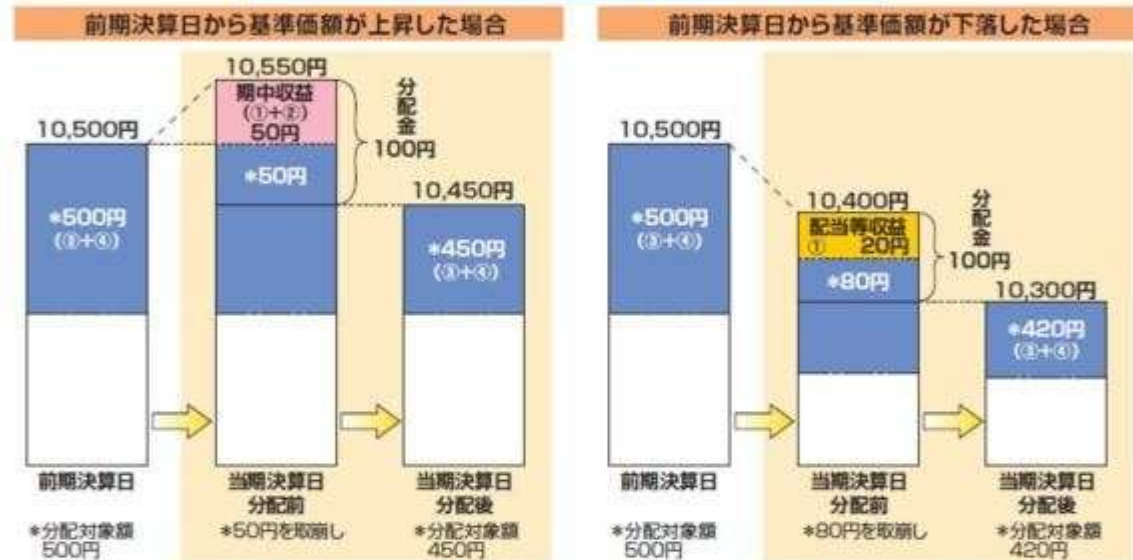 前期決算日から基準価額が上昇した場合
10,550円
期中収益
(①+②)
50円
分配金
100円
10,500円
*50円
10,450円
*500円
(③+④)
*450円
(③+④)
前期決算日
当期決算日
分配前
当期決算日
分配後
*分配対象額
500円
*50円を取崩し
*分配対象額
450円
前期決算日から基準価額が下落した場合
10,500円
10,400円
配当等収益
① 20円
分配金
100円
*500円
(③+④)
*80円
10,300円
*420円
(③+④)
前期決算日
当期決算日
分配前
当期決算日
分配後
*分配対象額
500円
*80円を取崩し
*分配対象額
420円